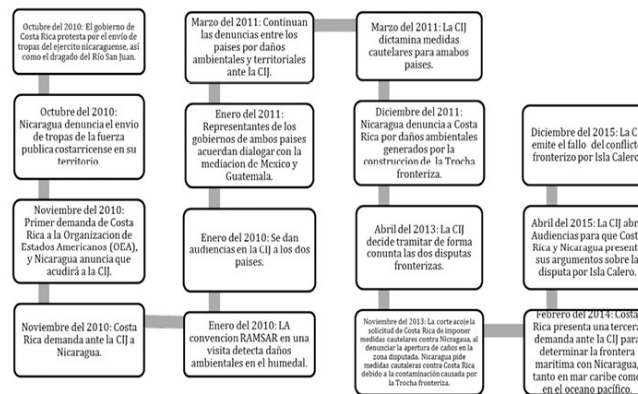 Octubre del 2010: El gobierno de
Costa Rica protesta por el envio de
tropas del ejercito nicaraguense, así
como el dragado del Río San Juan.
Octubre del 2010:
Nicaragua denuncia el envio
de tropas de la fuerza
publica costarricense en su
territorio.
Noviembre del 2010:
Primer demanda de Costa
Rica a la Organizacion de
Estados Americanos (OEA),
y Nicaragua anuncia que
acudirá a la CIJ.
Noviembre del 2010: Costa
Rica demanda ante la CIJ a
Nicaragua.
Enero del 2010: LA
convencion RAMSAR en una
visita detecta daños
ambientales en el humedal.
Enero del 2010: Se dan
audiencias en la CIJ a los dos
paises.
Enero del 2011:
Representantes de los
gobiernos de ambos paises
acuerdan dialogar con la
mediacion de Mexico y
Guatemala.
Marzo del 2011: Continuan
las denuncias entre los
paises por daños
ambientales y territoriales
ante la CIJ.
Marzo del 2011: La CIJ
dictamina medidas
cautelares para amabos
paises.
Diciembre del 2011:
Nicaragua denuncia a Costa
Rica por daños ambientales
generados por la
construccion de la Trocha
fronteriza.
Abril del 2013: La CIJ
decide tramitar de forma
conunta las dos disputas
fronterizas.
Noviembre del 2013: La corte acoje la
solicitud de Costa Rica de imponer
medidas cautelares contra Nicragaua, al
denunciar la apertura de caños en la
zona disputada. Nicaragua pide
medidas cautaleras contra Costa Rica
debido a la contaminación causada por
la Trocha fronteriza.
Febrero del 2014: Costa
Rica presenta una tercera
demanda ante la CIJ para
determinar la frontera
maritima con Nicaragua,
tanto en mar caribe como
en el oceano pacífico.
Abril del 2015: La CIJ abr
Audiencias para que Cost
Rica y Nicaragua present
sus argumentos sobre la
disputa por Isla Calero.
Diciembre del 2015: La C
emite el fallo del conflict
fronterizo por Isla Calero